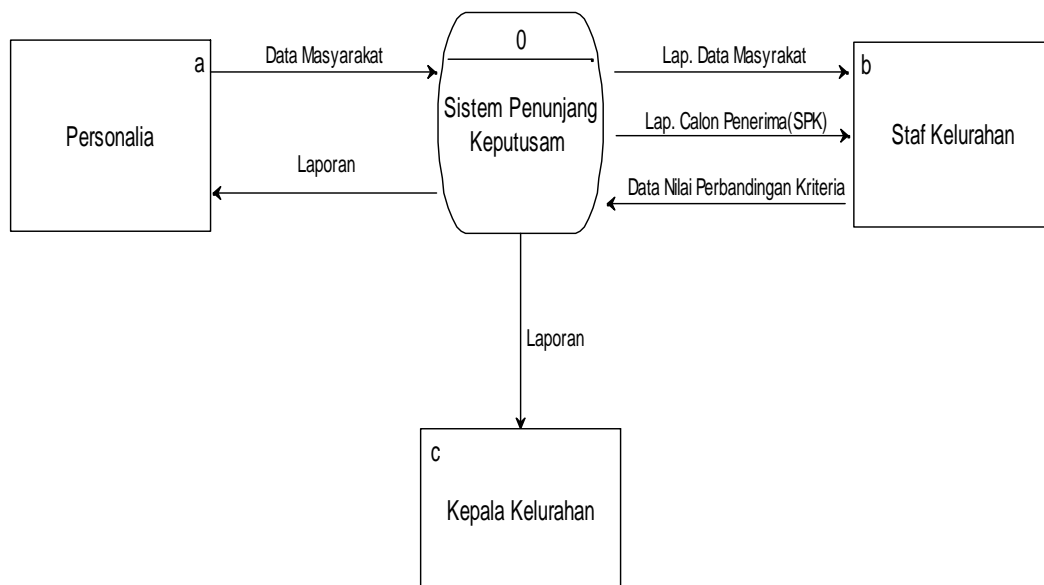 0
a
Data Masyarakat
Lap. Data Masyrakat
b
Sistem Penunjang
Keputusam
Personalia
Lap. Calon Penerima(SPK)
Staf Kelurahan
Laporan
Data Nilai Perbandingan Kriteria
Laporan
c
Kepala Kelurahan